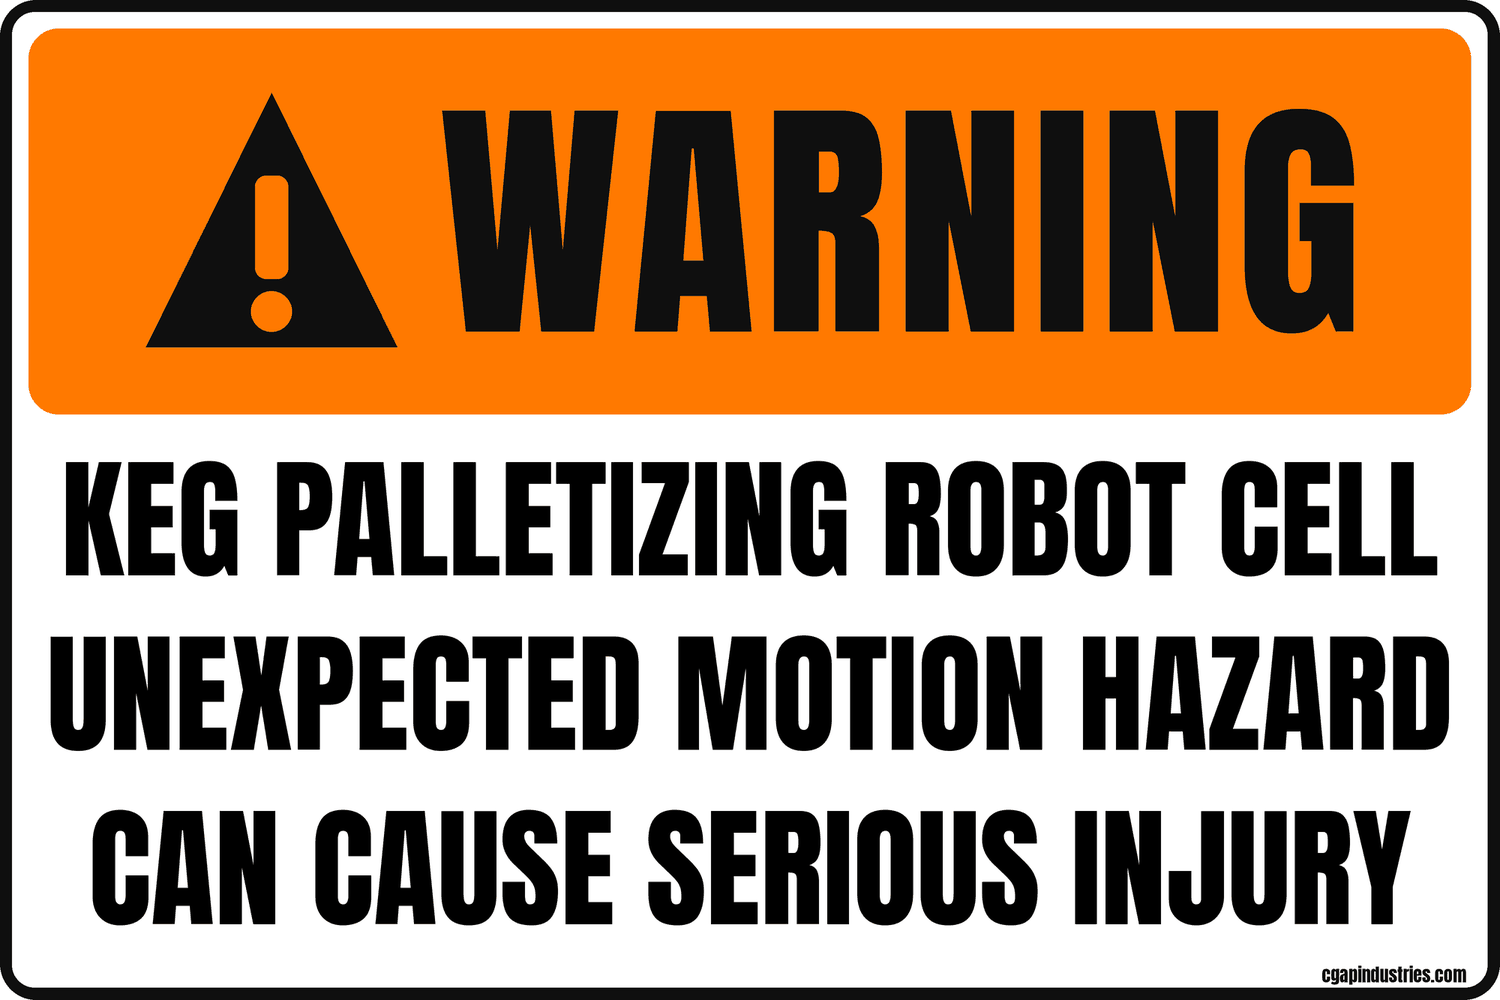 WARNING
KEG PALLETIZING ROBOT CELL
UNEXPECTED MOTION HAZARD
CAN CAUSE SERIOUS INJURY
cgapindustries.com